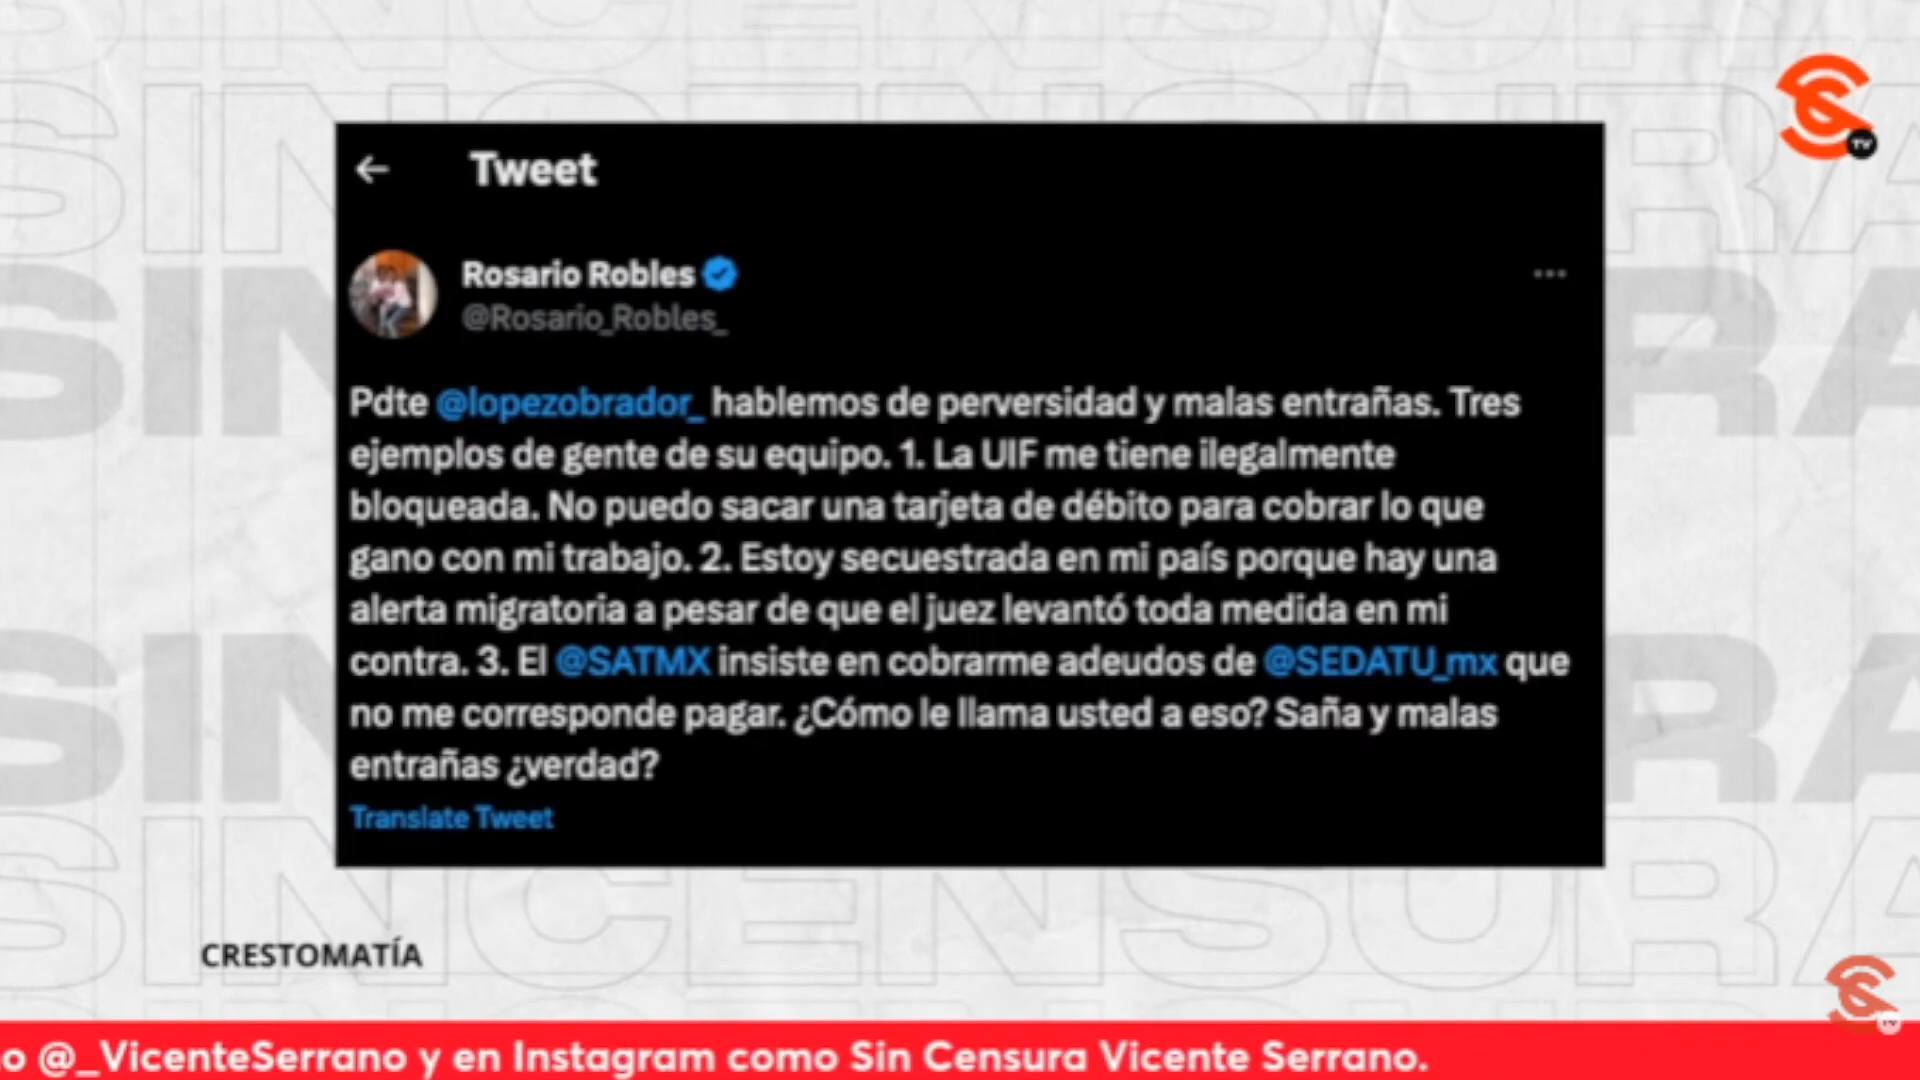 SINCENSURA
SINCENSURA
TV
← Tweet
Rosario Robles
@Rosario_Robles_
Pdte @lopezobrador_ hablemos de perversidad y malas entrañas. Tres
ejemplos de gente de su equipo. 1. La UIF me tiene ilegalmente
bloqueada. No puedo sacar una tarjeta de débito para cobrar lo que
gano con mi trabajo. 2. Estoy secuestrada en mi país porque hay una
alerta migratoria a pesar de que el juez levantó toda medida en mi
contra. 3. El @SATMX insiste en cobrarme adeudos de @SEDATU_mx que
no me corresponde pagar. ¿Cómo le llama usted a eso? Saña y malas
entrañas ¿verdad?
Translate Tweet
SINCENSURA
CRESTOMATÍA
TV
o @_VicenteSerrano y en Instagram como Sin Censura Vicente Serrano.